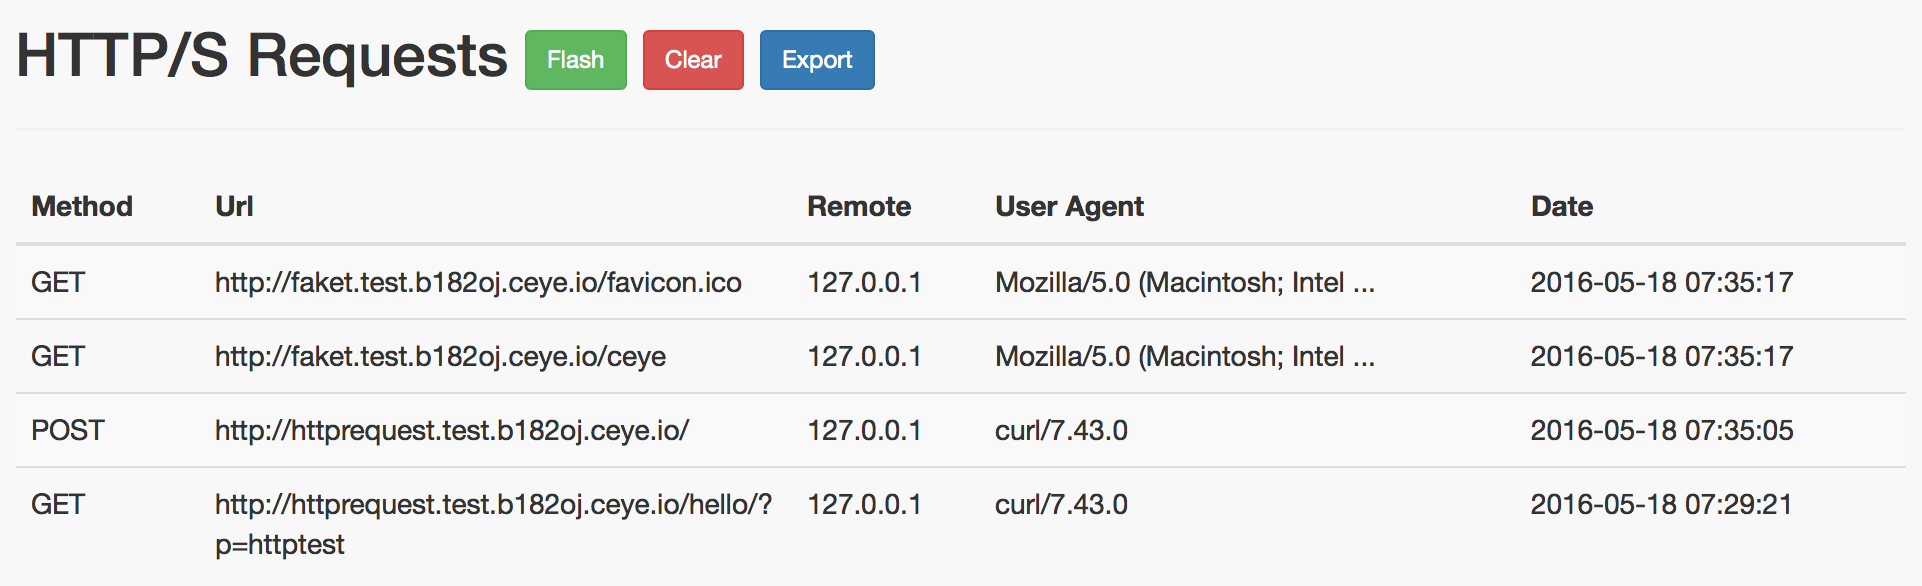 HTTP/S Requests Flash Clear Export
Method Url Remote User Agent Date
GET http://faket.test.b182oj.ceye.io/favicon.ico 127.0.0.1 Mozilla/5.0 (Macintosh; Intel ... 2016-05-18 07:35:17
GET http://faket.test.b182oj.ceye.io/ceye 127.0.0.1 Mozilla/5.0 (Macintosh; Intel ... 2016-05-18 07:35:17
POST http://httprequest.test.b182oj.ceye.io/ 127.0.0.1 curl/7.43.0 2016-05-18 07:35:05
GET http://httprequest.test.b182oj.ceye.io/hello/? 127.0.0.1 curl/7.43.0 2016-05-18 07:29:21
p=httptest